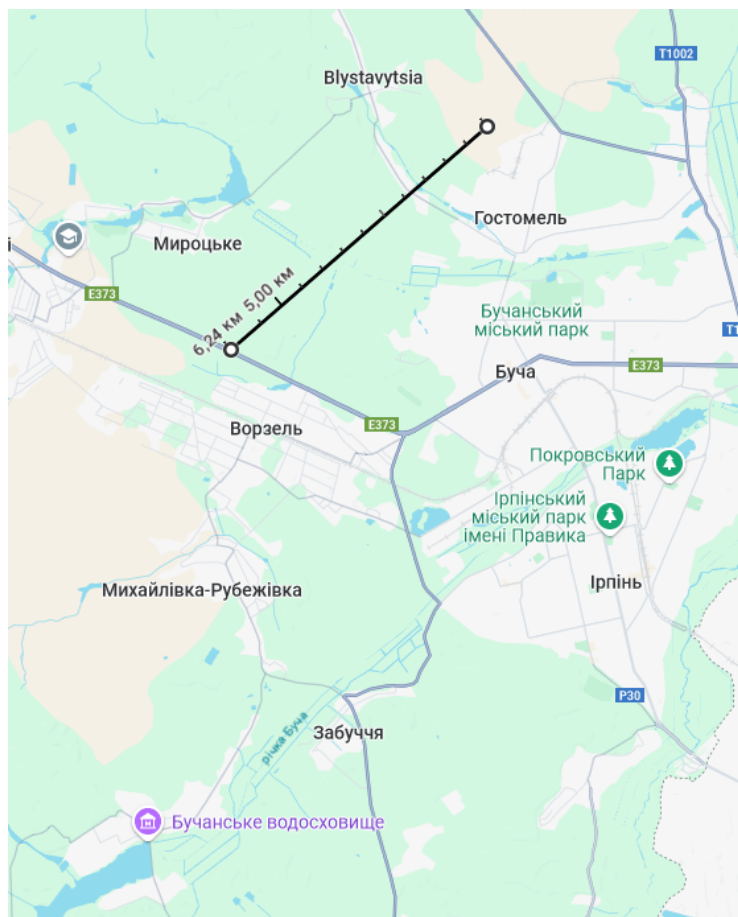 T1002
Blystavytsia
Гостомель
і
Мироцьке
E373
6,24 км
5,00 км
Бучанський
міський парк
T1
Буча
E373
Ворзель
E373
Покровський
Парк
Ірпінський
міський парк
імені Правика
Ірпінь
Михайлівка-Рубежівка
P30
річка Буча
Забуччя
Бучанське водосховище